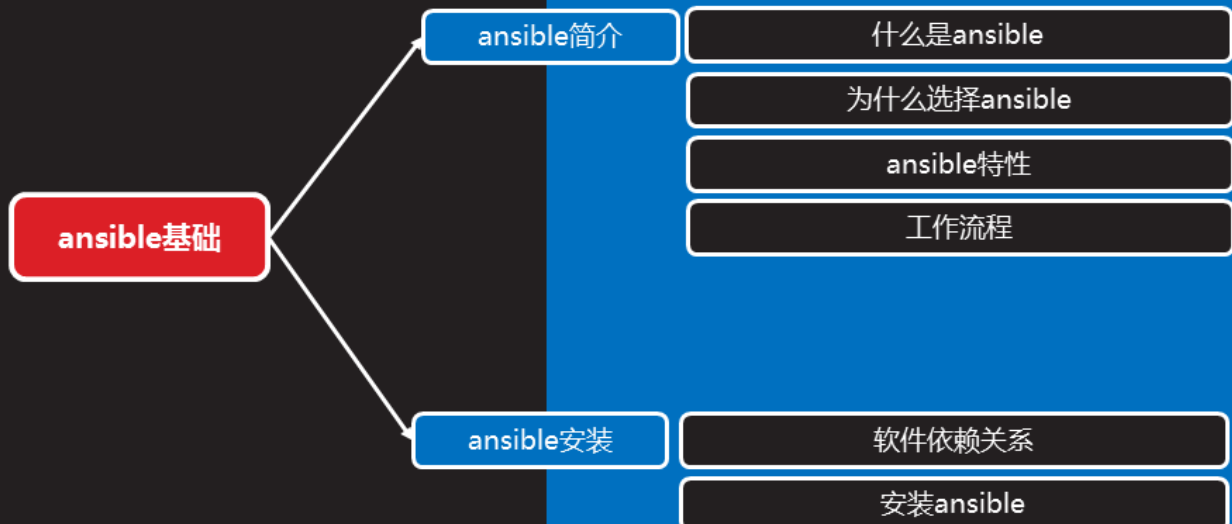 ansible基础
ansible简介
什么是ansible
为什么选择ansible
ansible特性
工作流程
ansible安装
软件依赖关系
安装ansible